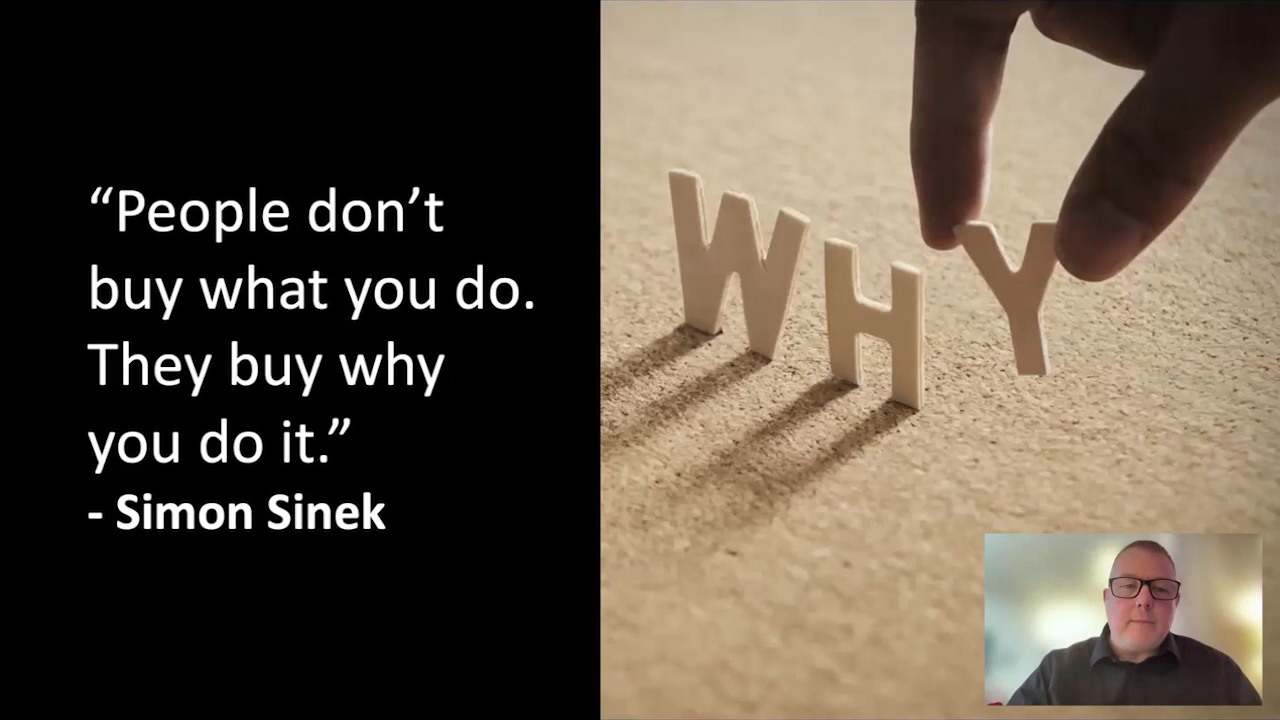 “People don’t
buy what you do.
They buy why
you do it.”
- Simon Sinek
WHY